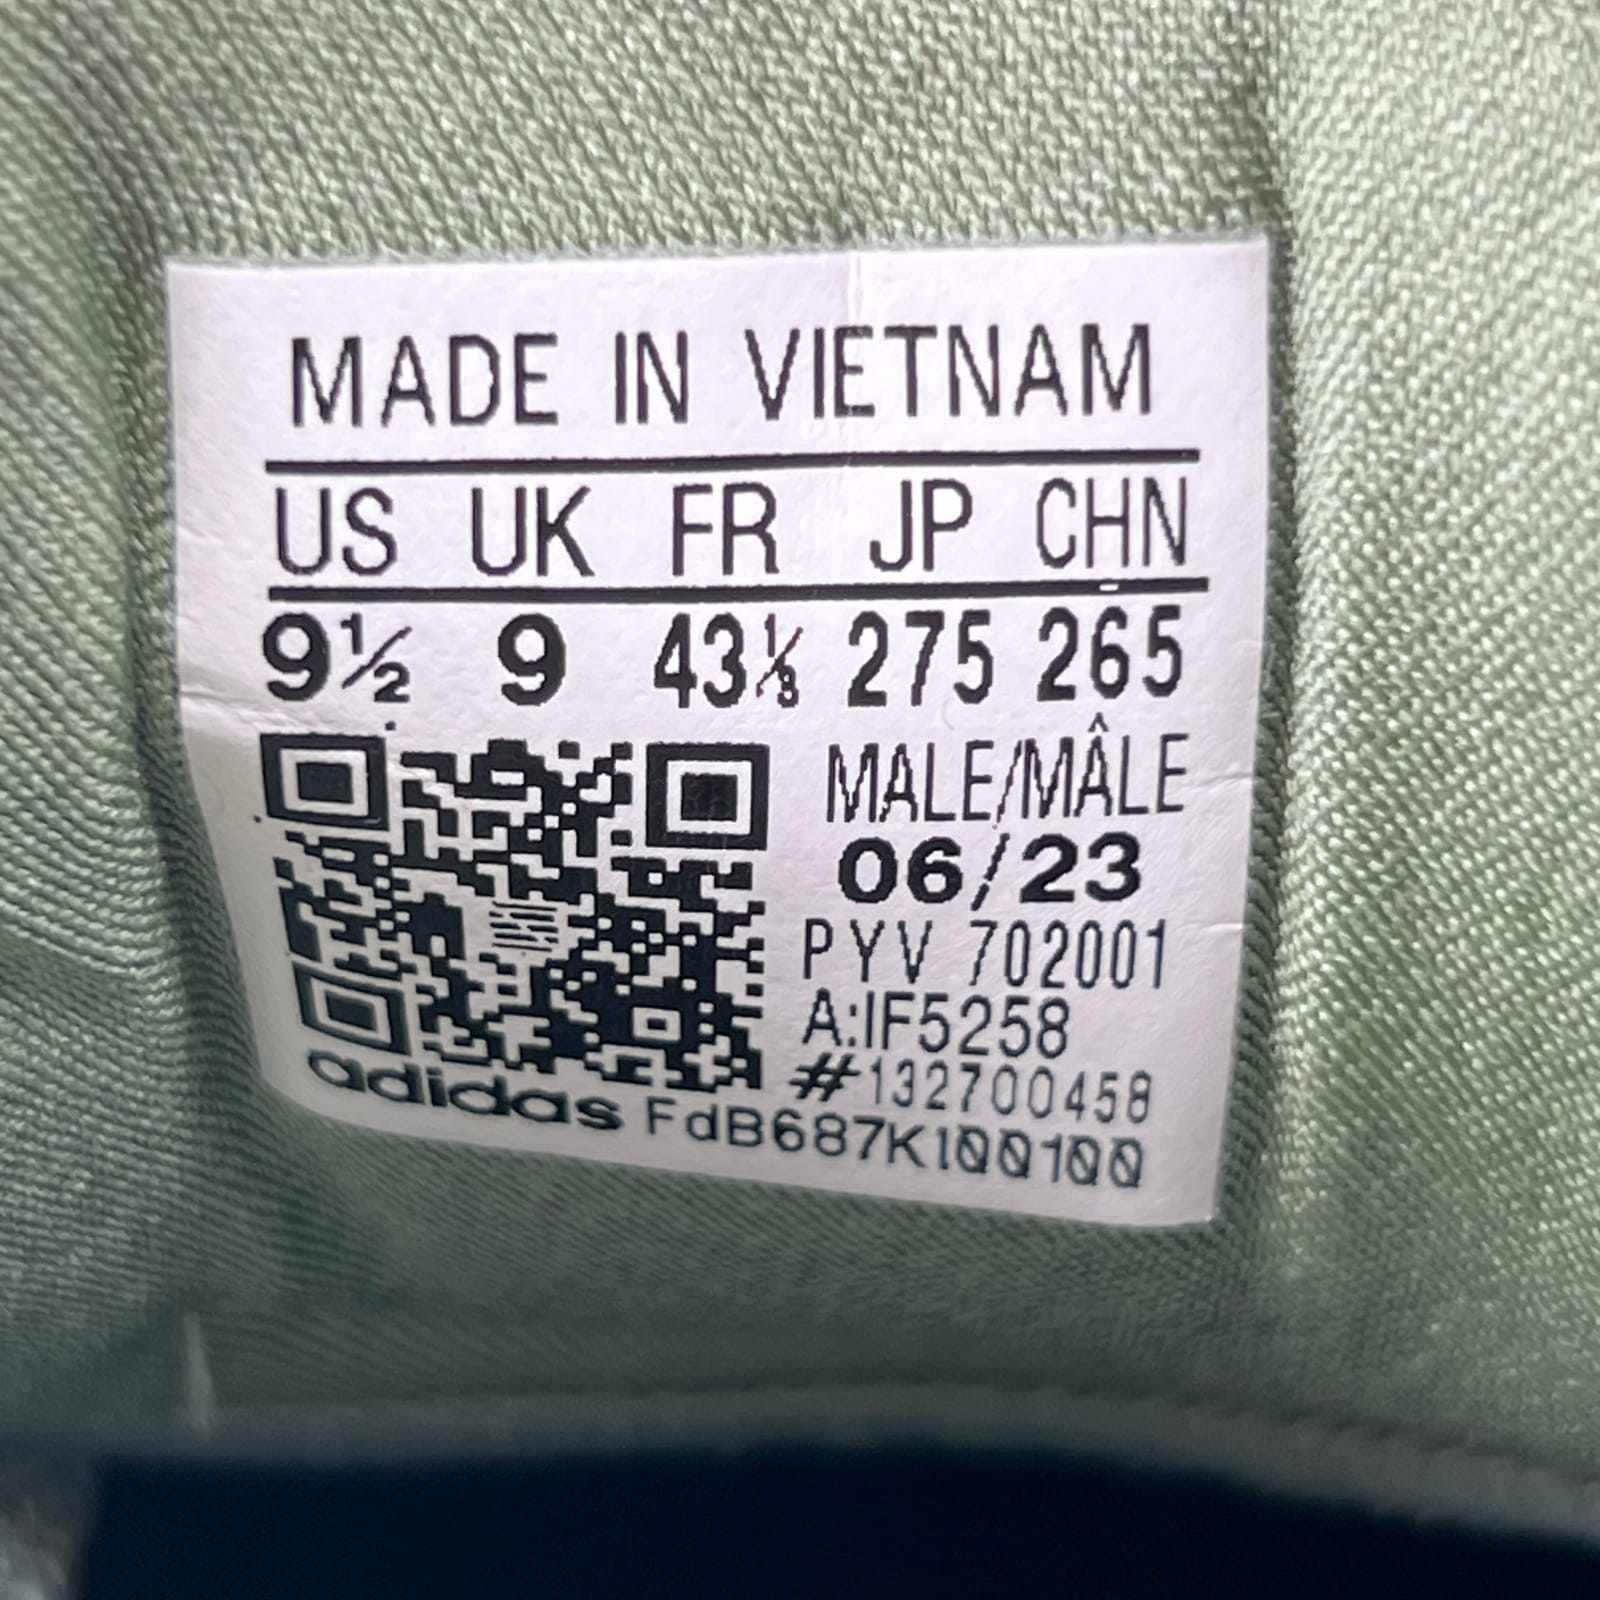 MADE IN VIETNAM
US UK FR JP CHN
9½ 9 43⅓ 275 265
MALE/MÂLE
06/23
PYV 702001
A:IF5258
#132700458
adidas FdB687K100100